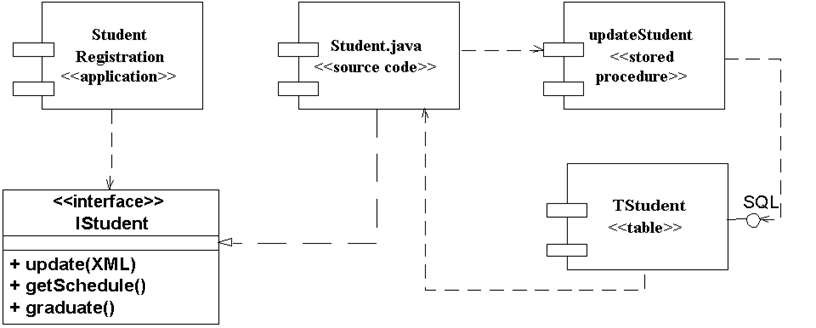 Student
Registration
<<application>>
Student.java
<<source code>>
updateStudent
<<stored
procedure>>
<<interface>>
IStudent
+ update(XML)
+ getSchedule()
+ graduate()
TStudent
<<table>>
SQL